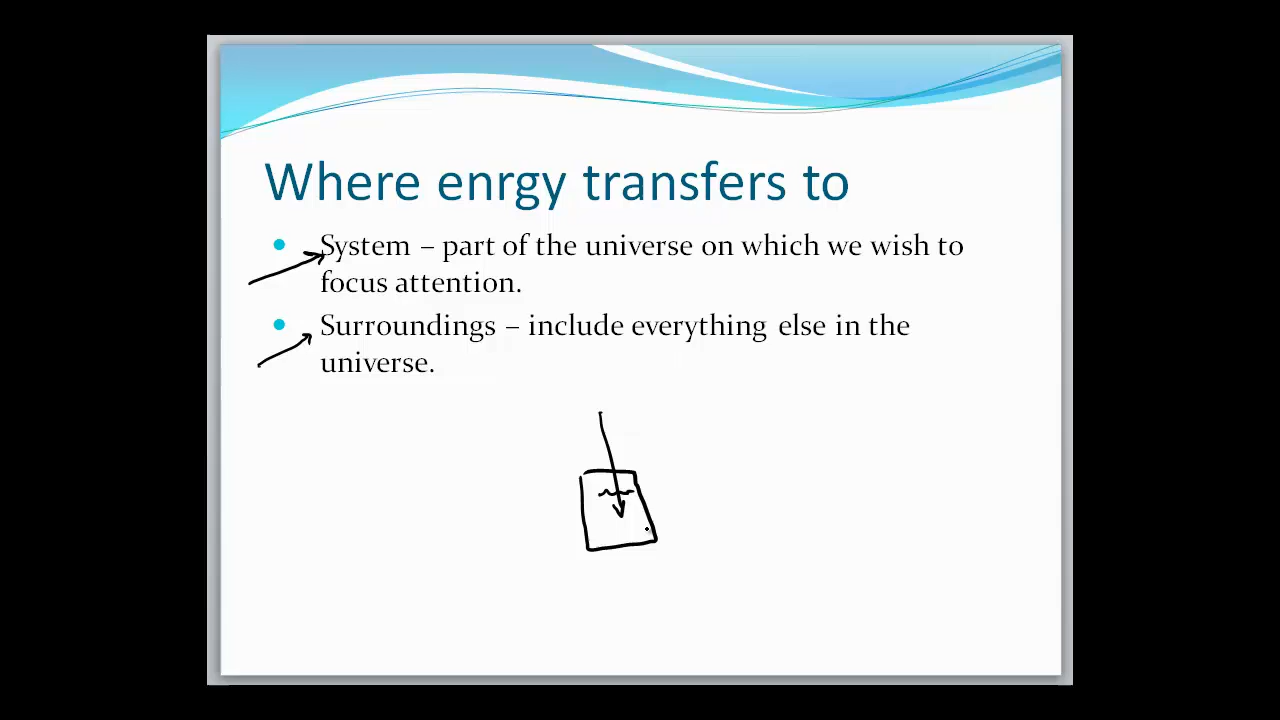 Where enrgy transfers to
System – part of the universe on which we wish to
focus attention.
Surroundings – include everything else in the
universe.